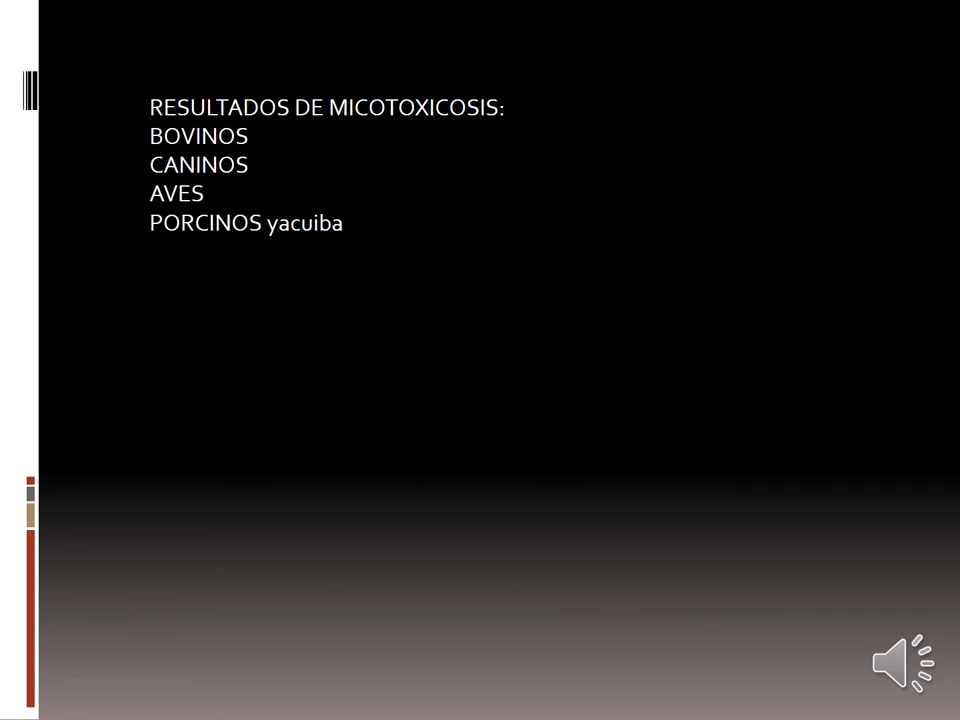 RESULTADOS DE MICOTOXICOSIS:
BOVINOS
CANINOS
AVES
PORCINOS yacuiba